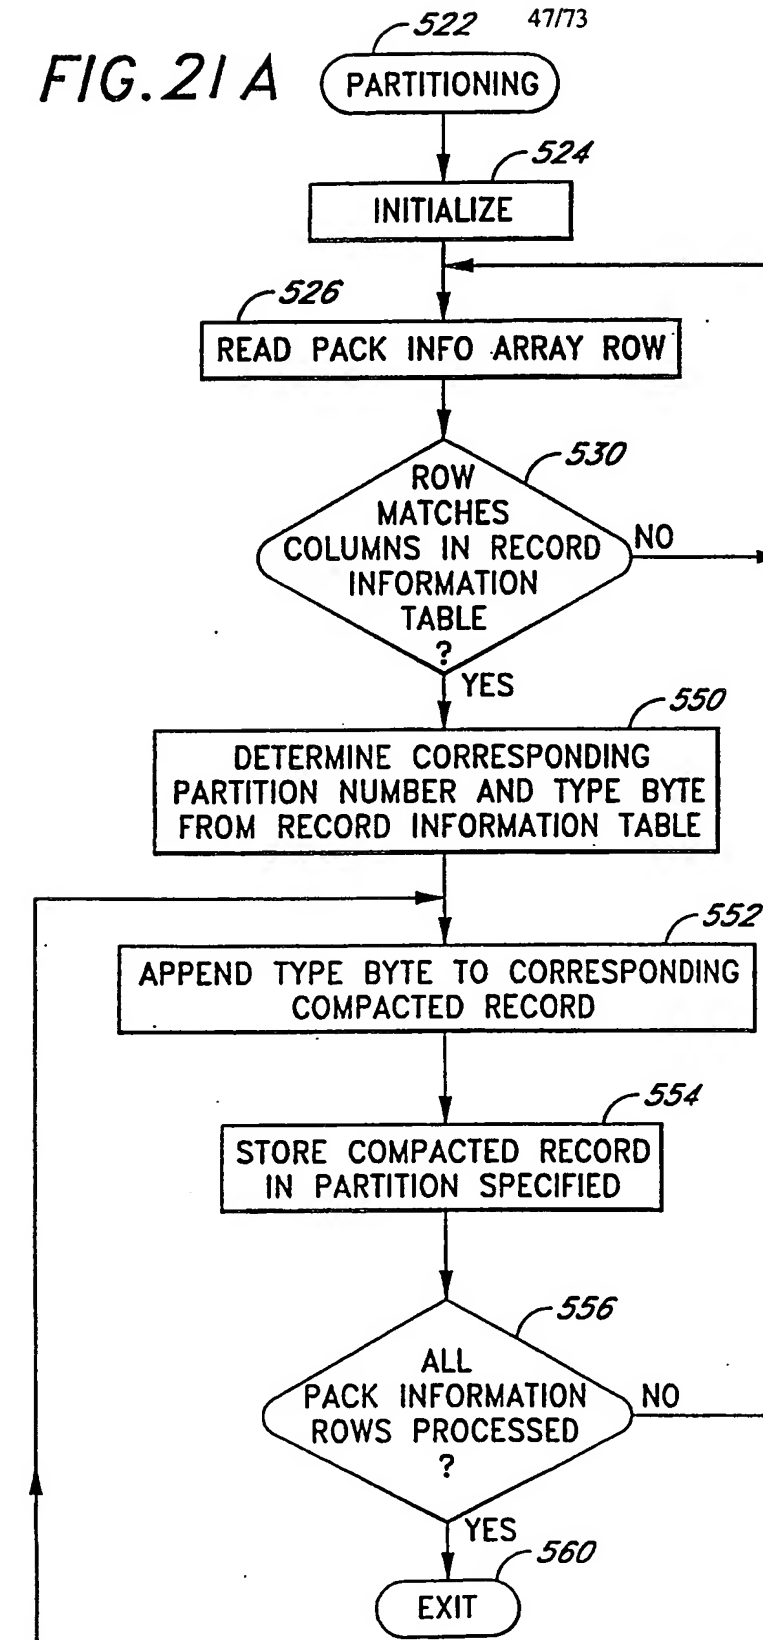 522 47/73
FIG.21A
PARTITIONING
524
INITIALIZE
526
READ PACK INFO ARRAY ROW
530
ROW
MATCHES
COLUMNS IN RECORD
INFORMATION
TABLE
?
NO
YES
550
DETERMINE CORRESPONDING
PARTITION NUMBER AND TYPE BYTE
FROM RECORD INFORMATION TABLE
552
APPEND TYPE BYTE TO CORRESPONDING
COMPACTED RECORD
554
STORE COMPACTED RECORD
IN PARTITION SPECIFIED
556
ALL
PACK INFORMATION
ROWS PROCESSED
?
NO
YES
560
EXIT